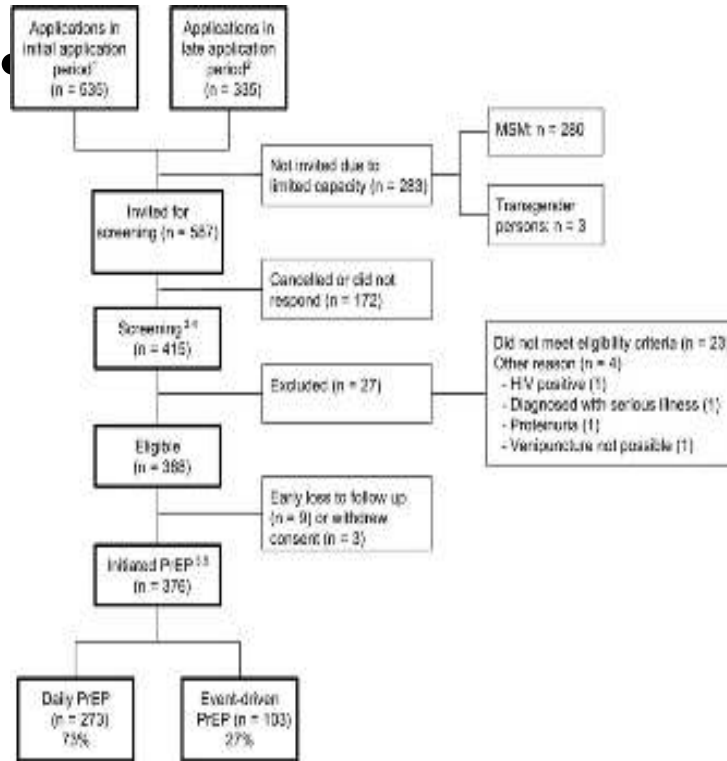 Applications in
initial application
period¹
(n = 535)
Applications in
late application
period²
(n = 335)
Not invited due to
limited capacity (n = 283)
MSM: n = 280
Transgender
persons: n = 3
Invited for
screening (n = 587)
Cancelled or did not
respond (n = 172)
Screening
(n = 415)
Excluded (n = 27)
Did not meet eligibility criteria (n = 23
Other reason (n = 4)
- HIV positive (1)
- Diagnosed with serious illness (1)
- Proteinuria (1)
- Venipuncture not possible (1)
Eligible
(n = 388)
Early loss to follow up
(n = 9) or withdrew
consent (n = 3)
Initiated PrEP
(n = 376)
Daily PrEP
(n = 273)
73%
Event-driven
PrEP (n = 103)
27%